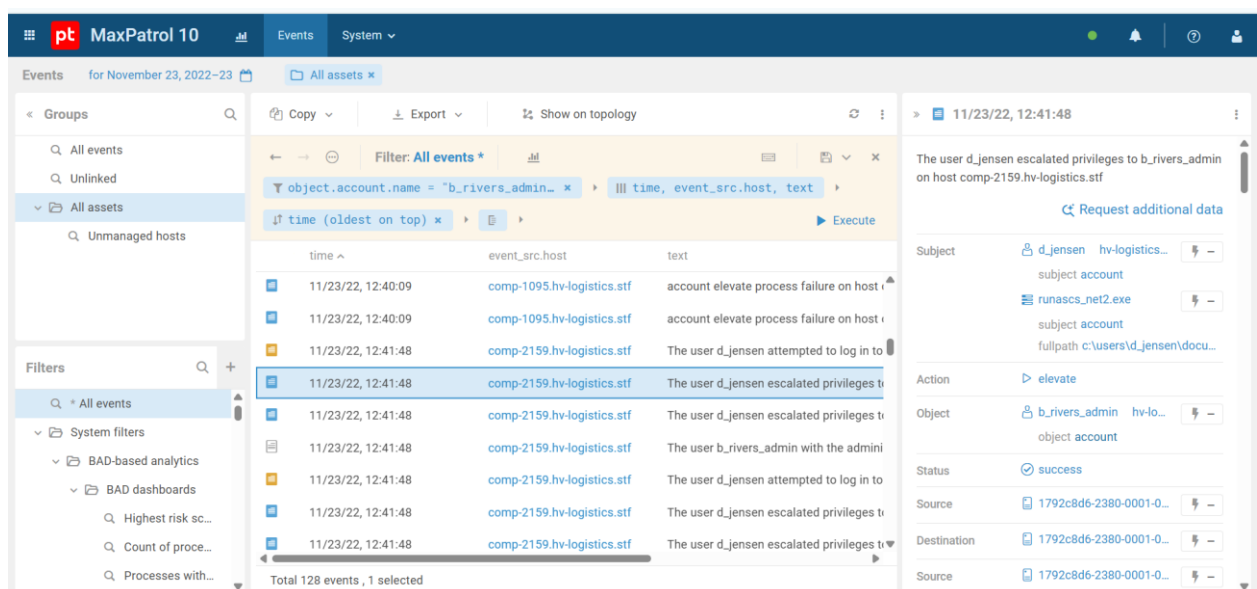 pt MaxPatrol 10 Events System
Events for November 23, 2022–23 All assets ×
« Groups
All events
Unlinked
All assets
Unmanaged hosts
Filters +
* All events
System filters
BAD-based analytics
BAD dashboards
Highest risk sc...
Count of proce...
Processes with...
Copy Export Show on topology
Filter: All events *
object.account.name = "b_rivers_admin… × time, event_src.host, text
time (oldest on top) × Execute
time event_src.host text
11/23/22, 12:40:09 comp-1095.hv-logistics.stf account elevate process failure on host
11/23/22, 12:40:09 comp-1095.hv-logistics.stf account elevate process failure on host
11/23/22, 12:41:48 comp-2159.hv-logistics.stf The user d_jensen attempted to log in to
11/23/22, 12:41:48 comp-2159.hv-logistics.stf The user d_jensen escalated privileges
11/23/22, 12:41:48 comp-2159.hv-logistics.stf The user d_jensen escalated privileges
11/23/22, 12:41:48 comp-2159.hv-logistics.stf The user b_rivers_admin with the admini
11/23/22, 12:41:48 comp-2159.hv-logistics.stf The user d_jensen attempted to log in to
11/23/22, 12:41:48 comp-2159.hv-logistics.stf The user d_jensen escalated privileges
11/23/22, 12:41:48 comp-2159.hv-logistics.stf The user d_jensen escalated privileges
Total 128 events , 1 selected
» 11/23/22, 12:41:48
The user d_jensen escalated privileges to b_rivers_admin
on host comp-2159.hv-logistics.stf
Request additional data
Subject d_jensen hv-logistics...
subject account
runascs_net2.exe
subject account
fullpath c:\users\d_jensen\docu...
Action elevate
Object b_rivers_admin hv-lo...
object account
Status success
Source 1792c8d6-2380-0001-0...
Destination 1792c8d6-2380-0001-0...
Source 1792c8d6-2380-0001-0...